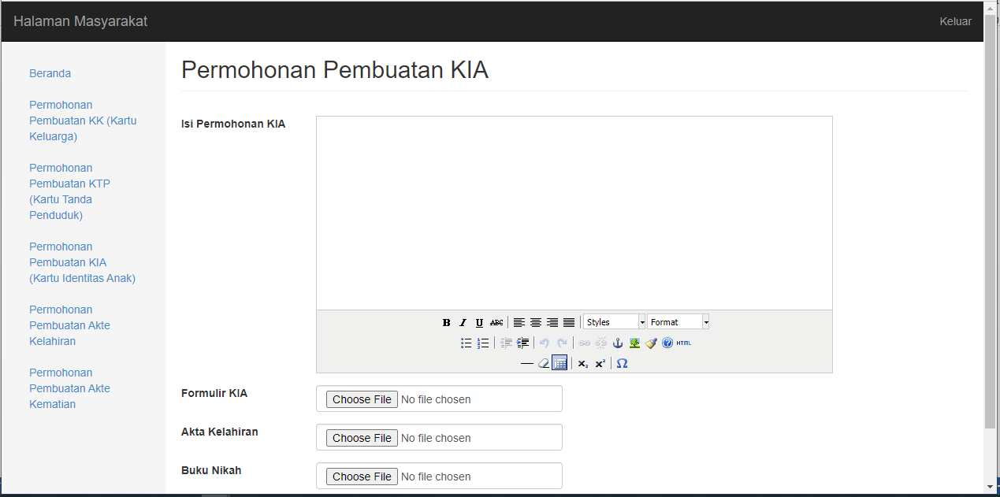 Halaman Masyarakat
Keluar
Beranda
Permohonan
Pembuatan KK (Kartu
Keluarga)
Permohonan
Pembuatan KTP
(Kartu Tanda
Penduduk)
Permohonan
Pembuatan KIA
(Kartu Identitas Anak)
Permohonan
Pembuatan Akte
Kelahiran
Permohonan
Pembuatan Akte
Kematian
Permohonan Pembuatan KIA
Isi Permohonan KIA
B I U ABC Styles Format
HTML
x₂ x² Ω
Formulir KIA Choose File No file chosen
Akta Kelahiran Choose File No file chosen
Buku Nikah Choose File No file chosen